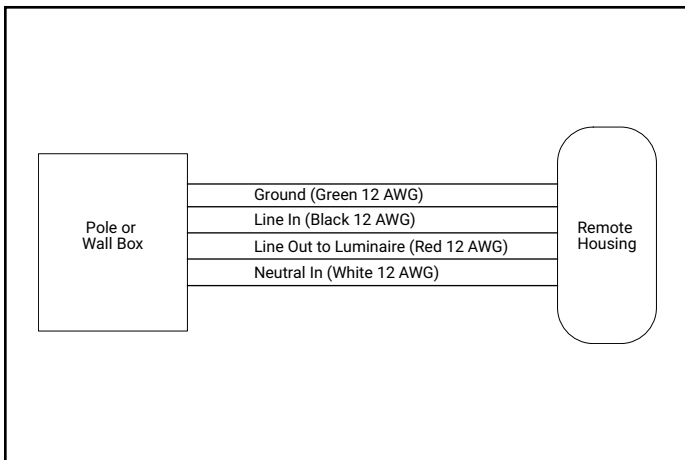 Pole or
Wall Box
Ground (Green 12 AWG)
Line In (Black 12 AWG)
Line Out to Luminaire (Red 12 AWG)
Neutral In (White 12 AWG)
Remote
Housing